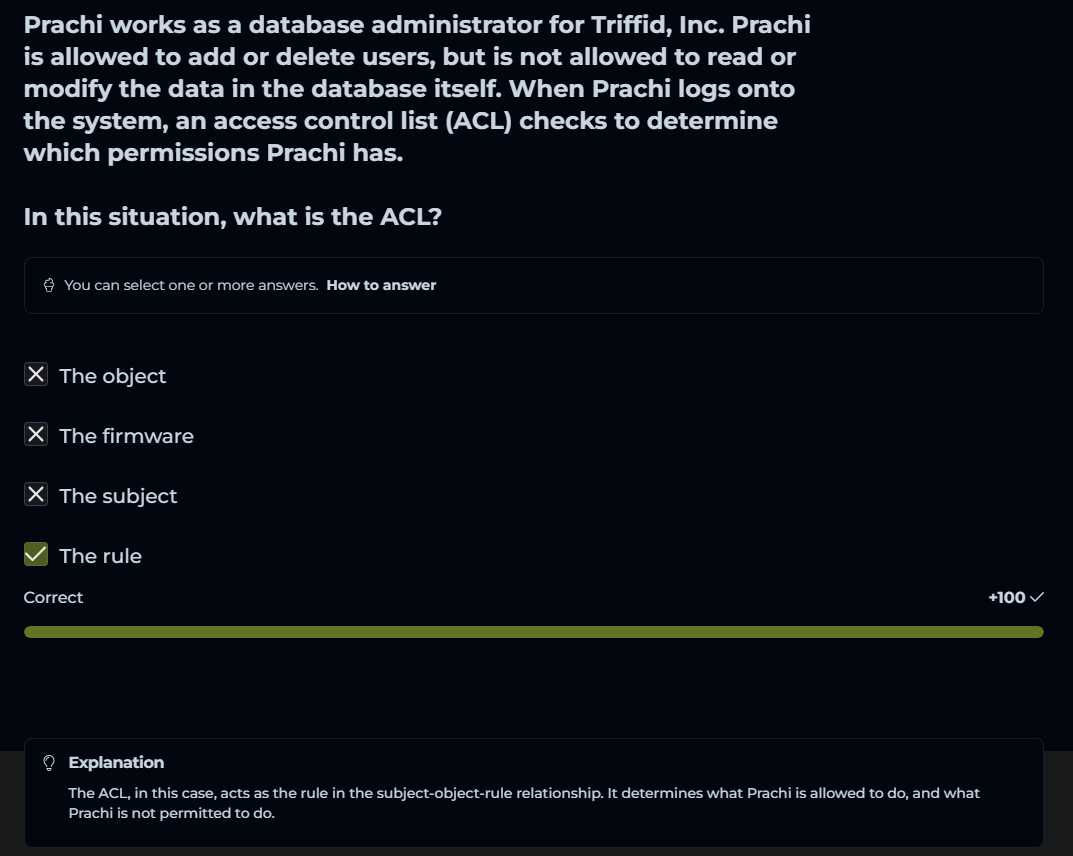 Prachi works as a database administrator for Triffid, Inc. Prachi
is allowed to add or delete users, but is not allowed to read or
modify the data in the database itself. When Prachi logs onto
the system, an access control list (ACL) checks to determine
which permissions Prachi has.
In this situation, what is the ACL?
You can select one or more answers. How to answer
The object
The firmware
The subject
The rule
Correct +100
Explanation
The ACL, in this case, acts as the rule in the subject-object-rule relationship. It determines what Prachi is allowed to do, and what
Prachi is not permitted to do.